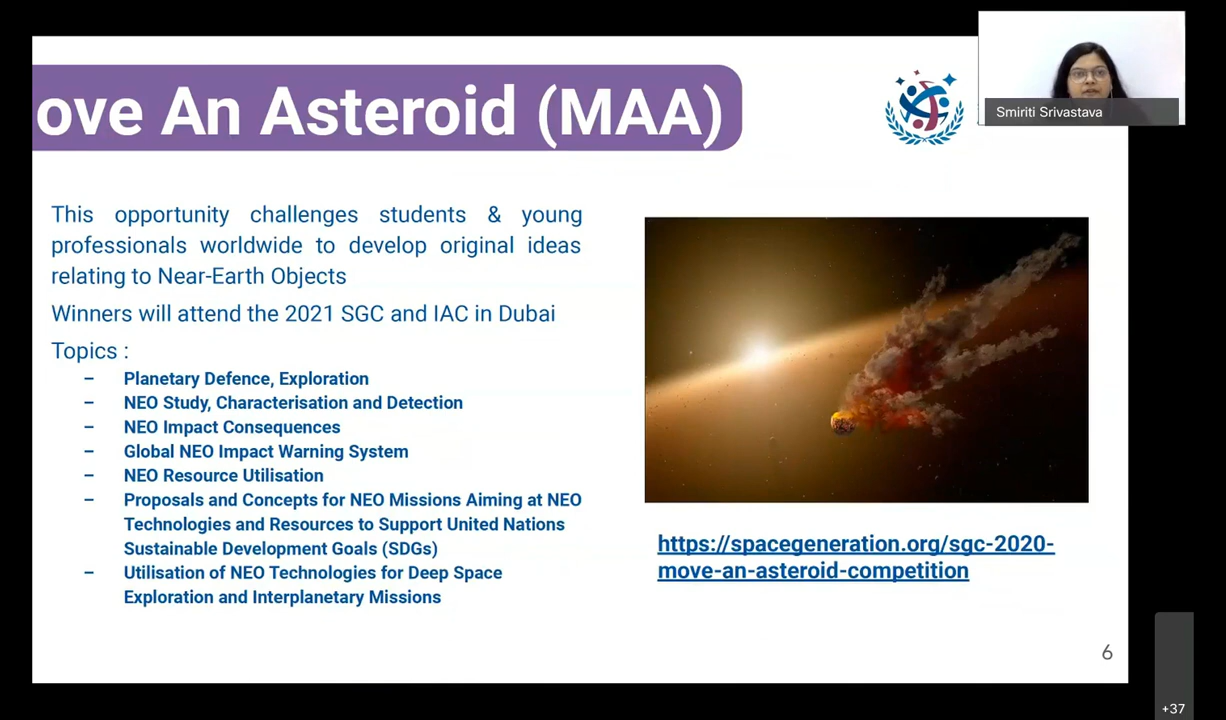 ove An Asteroid (MAA)
Smiriti Srivastava
This opportunity challenges students & young
professionals worldwide to develop original ideas
relating to Near-Earth Objects
Winners will attend the 2021 SGC and IAC in Dubai
Topics :
– Planetary Defence, Exploration
– NEO Study, Characterisation and Detection
– NEO Impact Consequences
– Global NEO Impact Warning System
– NEO Resource Utilisation
– Proposals and Concepts for NEO Missions Aiming at NEO
Technologies and Resources to Support United Nations
Sustainable Development Goals (SDGs)
– Utilisation of NEO Technologies for Deep Space
Exploration and Interplanetary Missions
https://spacegeneration.org/sgc-2020-
move-an-asteroid-competition
6
+37